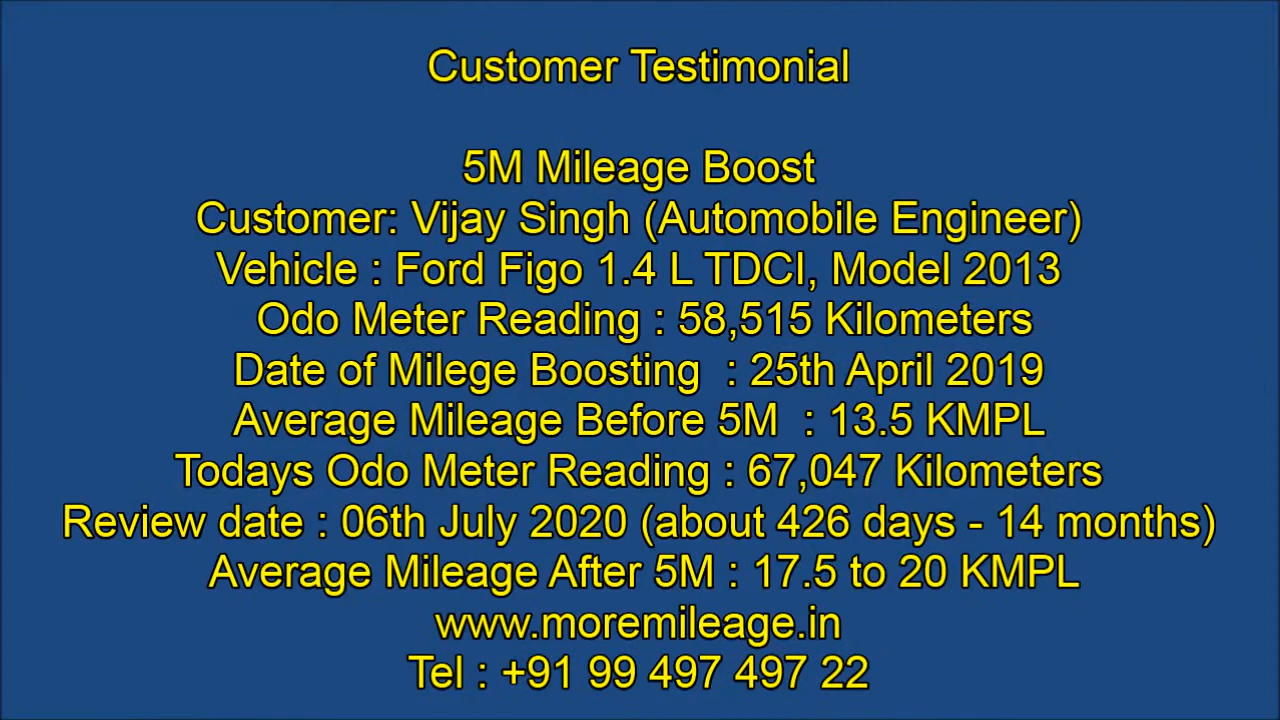 Customer Testimonial
5M Mileage Boost
Customer: Vijay Singh (Automobile Engineer)
Vehicle : Ford Figo 1.4 L TDCI, Model 2013
Odo Meter Reading : 58,515 Kilometers
Date of Milege Boosting  : 25th April 2019
Average Mileage Before 5M  : 13.5 KMPL
Todays Odo Meter Reading : 67,047 Kilometers
Review date : 06th July 2020 (about 426 days - 14 months)
Average Mileage After 5M : 17.5 to 20 KMPL
www.moremileage.in
Tel : +91 99 497 497 22